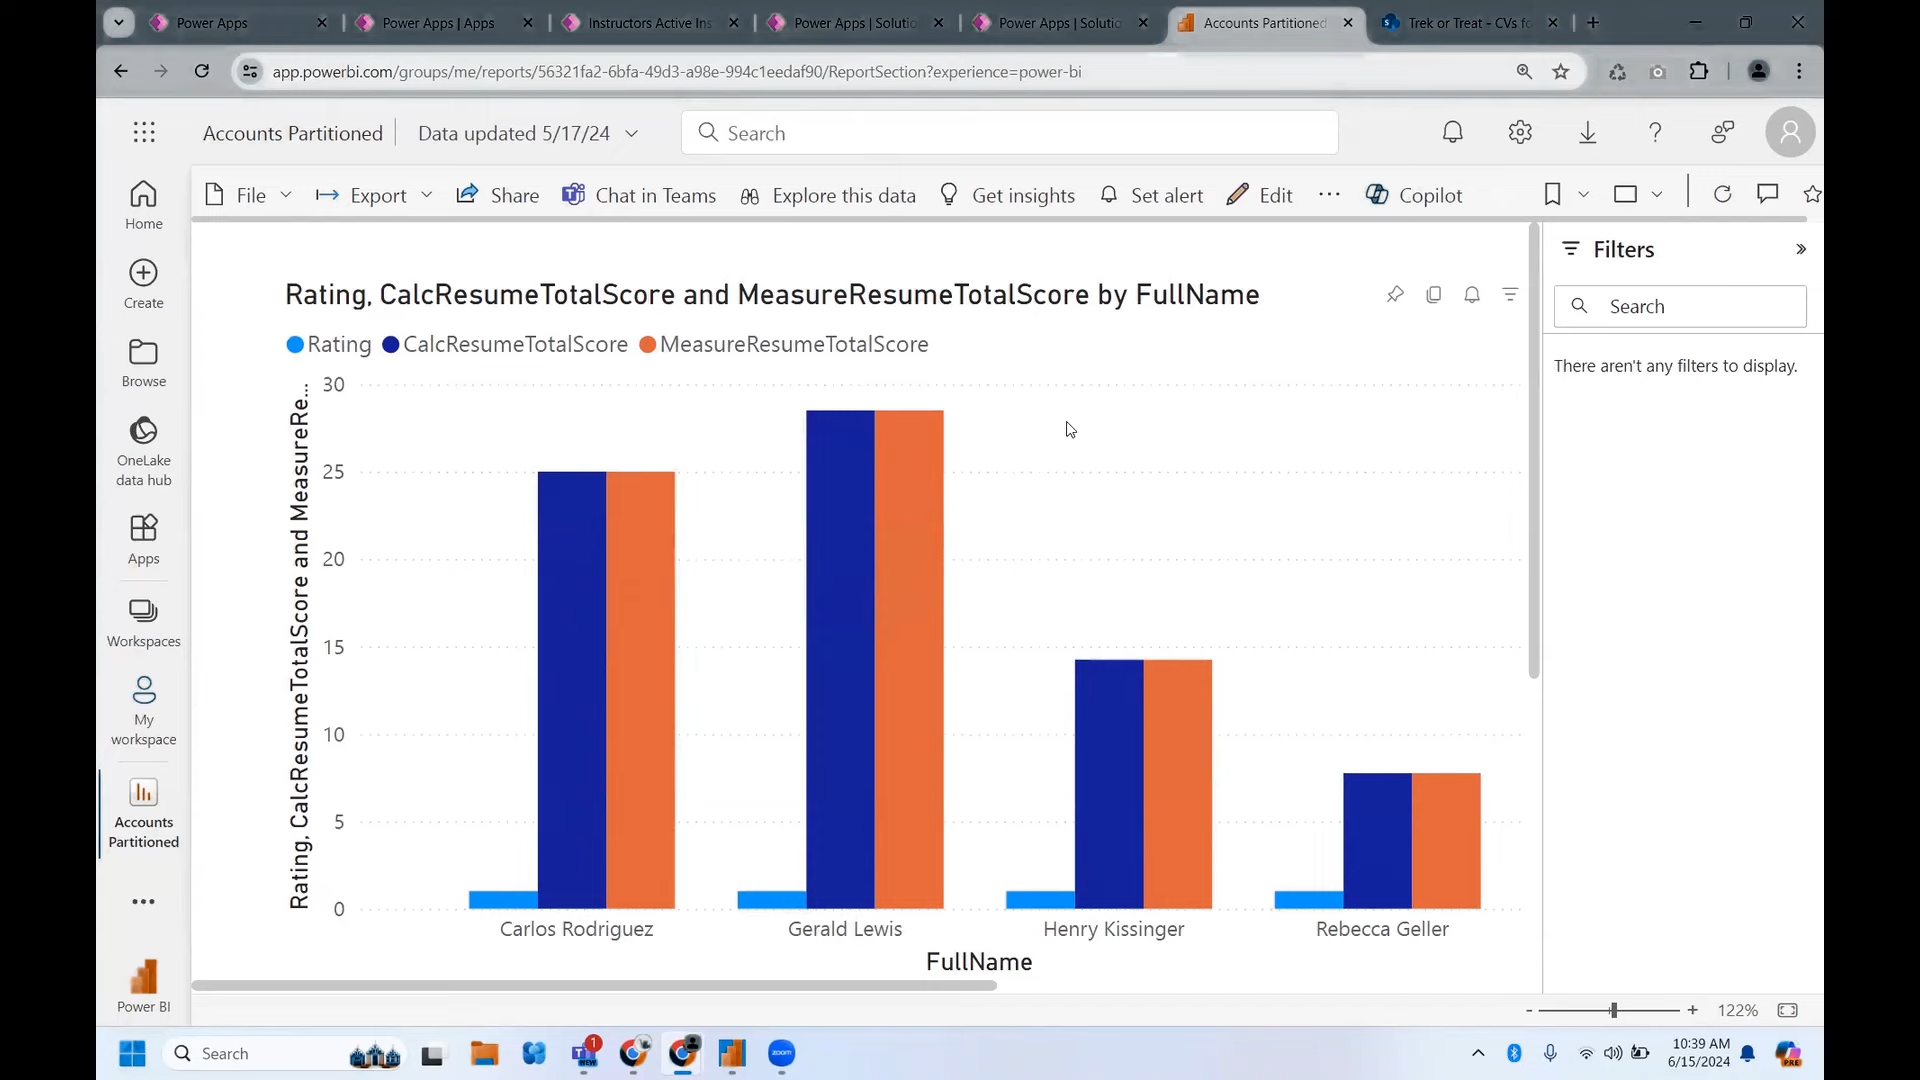 Power Apps
Power Apps | Apps
Instructors Active Ins
Power Apps | Solutio
Power Apps | Solutio
Accounts Partitioned
Trek or Treat - CVs fo
app.powerbi.com/groups/me/reports/56321fa2-6bfa-49d3-a98e-994c1eedaf90/ReportSection?experience=power-bi
Accounts Partitioned
Data updated 5/17/24
Search
File
Export
Share
Chat in Teams
Explore this data
Get insights
Set alert
Edit
Copilot
Home
Create
Browse
OneLake
data hub
Apps
Workspaces
My
workspace
Accounts
Partitioned
Power BI
Rating, CalcResumeTotalScore and MeasureResumeTotalScore by FullName
Rating CalcResumeTotalScore MeasureResumeTotalScore
Rating, CalcResumeTotalScore and MeasureRe...
30
25
20
15
10
5
0
Carlos Rodriguez
Gerald Lewis
Henry Kissinger
Rebecca Geller
FullName
Filters
Search
There aren't any filters to display.
- + 122%
Search
1
NEW
zoom
10:39 AM
6/15/2024
PRE